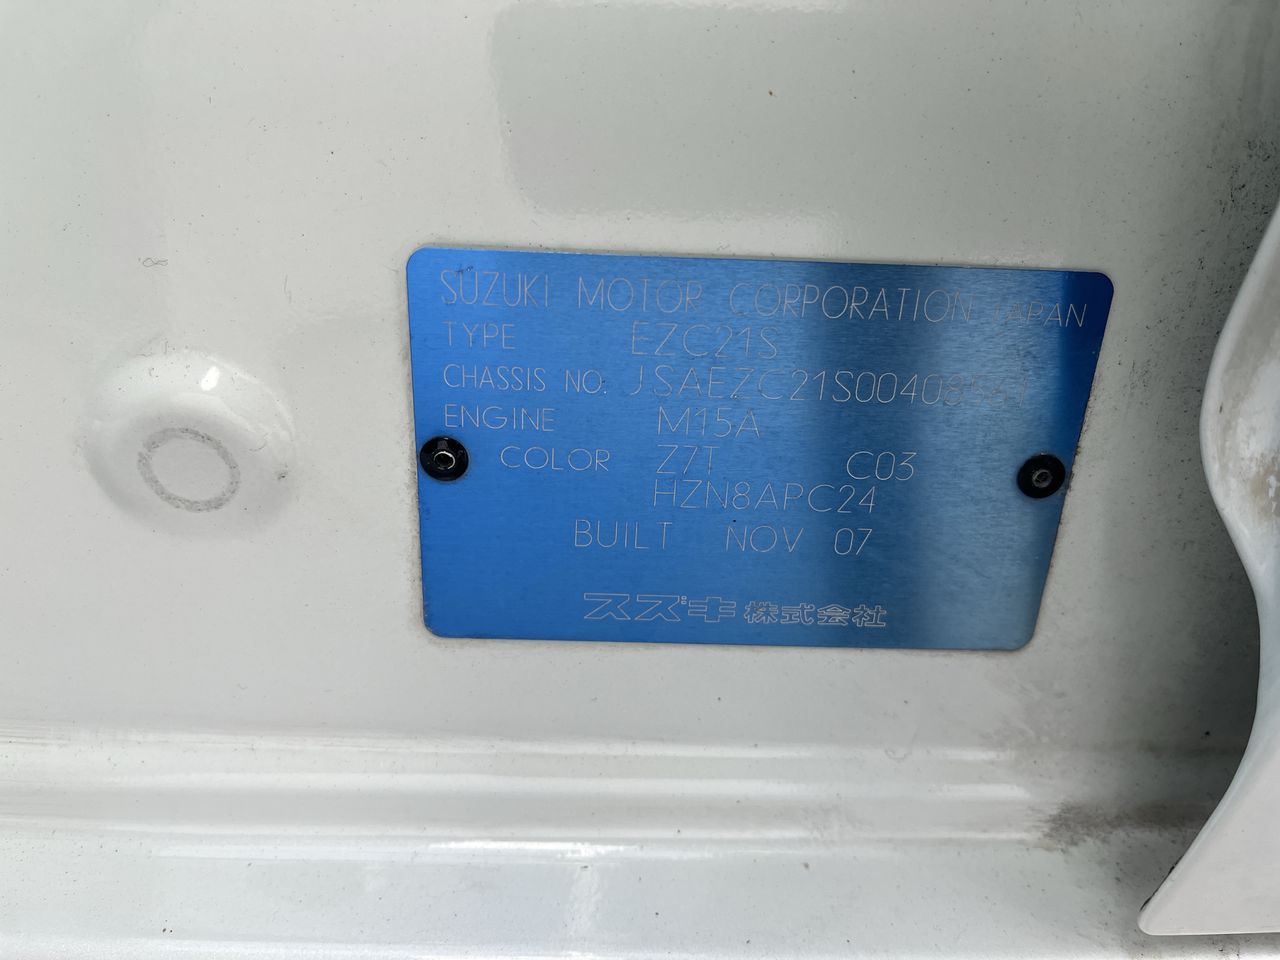 SUZUKI MOTOR CORPORATION JAPAN
TYPE EZC21S
CHASSIS NO. JSAEZC21S00408561
ENGINE M15A
COLOR Z7T C03
HZN8APC24
BUILT NOV 07
スズキ株式会社